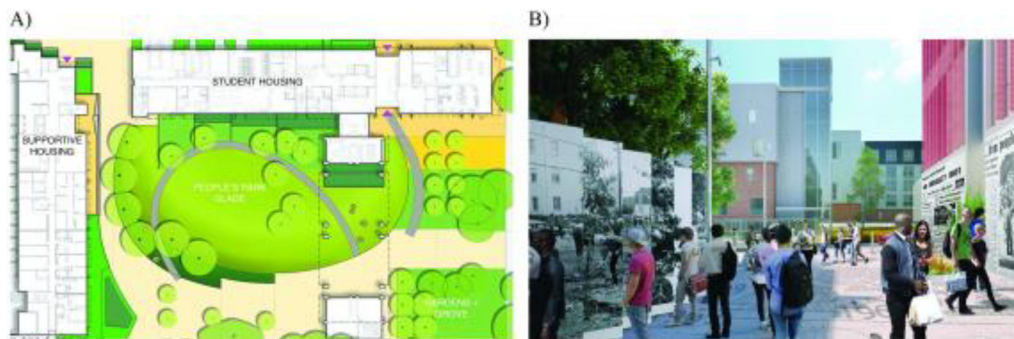 A)
B)
STUDENT HOUSING
SUPPORTIVE
HOUSING
PEOPLE'S PARK
GLADE
GARDENS +
GROVE